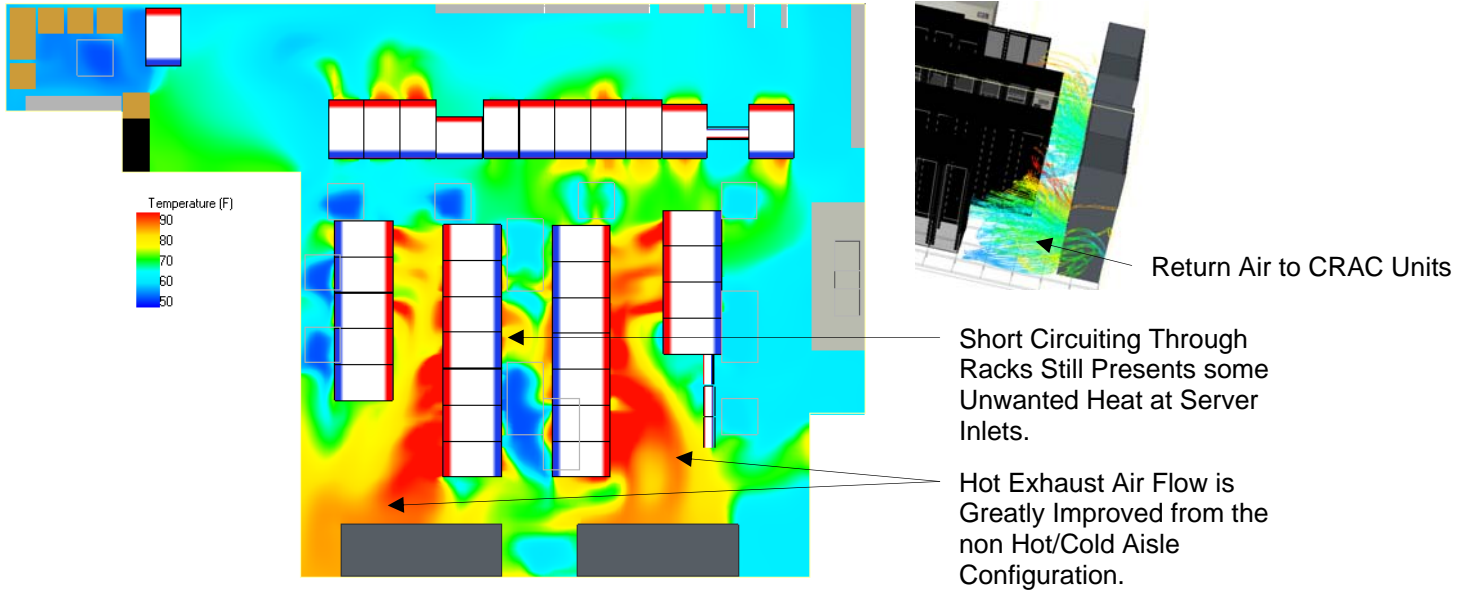 Temperature (F)
90
80
70
60
50
Return Air to CRAC Units
Short Circuiting Through
Racks Still Presents some
Unwanted Heat at Server
Inlets.
Hot Exhaust Air Flow is
Greatly Improved from the
non Hot/Cold Aisle
Configuration.